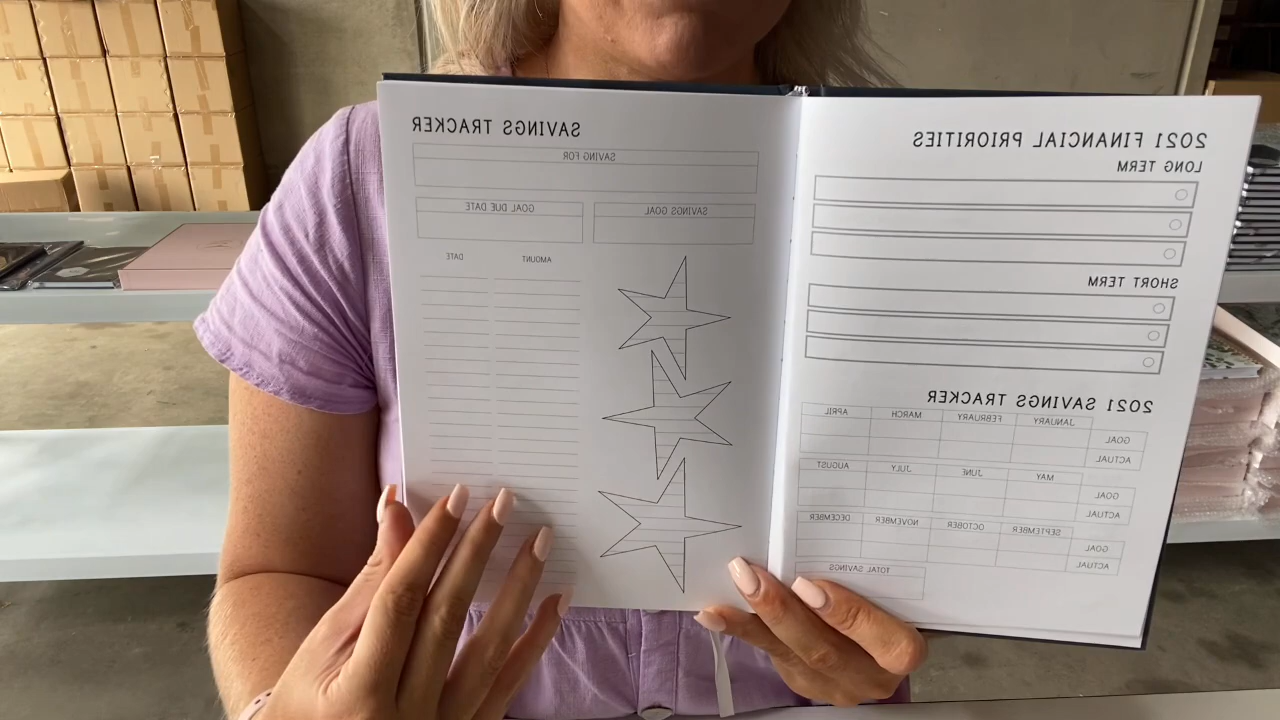 2021 FINANCIAL PRIORITIES
LONG TERM
SHORT TERM
2021 SAVINGS TRACKER
JANUARY FEBRUARY MARCH APRIL
GOAL
ACTUAL
MAY JUNE JULY AUGUST
GOAL
ACTUAL
SEPTEMBER OCTOBER NOVEMBER DECEMBER
GOAL
ACTUAL
TOTAL SAVINGS
SAVINGS TRACKER
SAVING FOR
SAVINGS GOAL GOAL DUE DATE
AMOUNT DATE